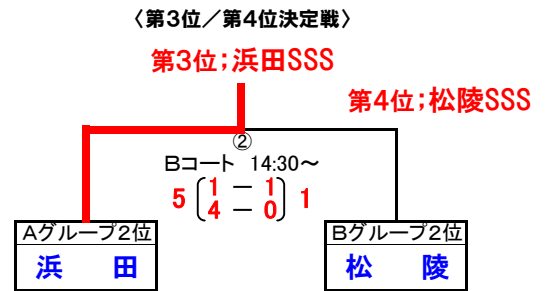 〈第3位／第4位決定戦〉
第3位;浜田SSS
第4位;松陵SSS
②
Bコート 14:30～
5 (1 － 1) 1
4 － 0
Aグループ2位
Bグループ2位
浜 田
松 陵